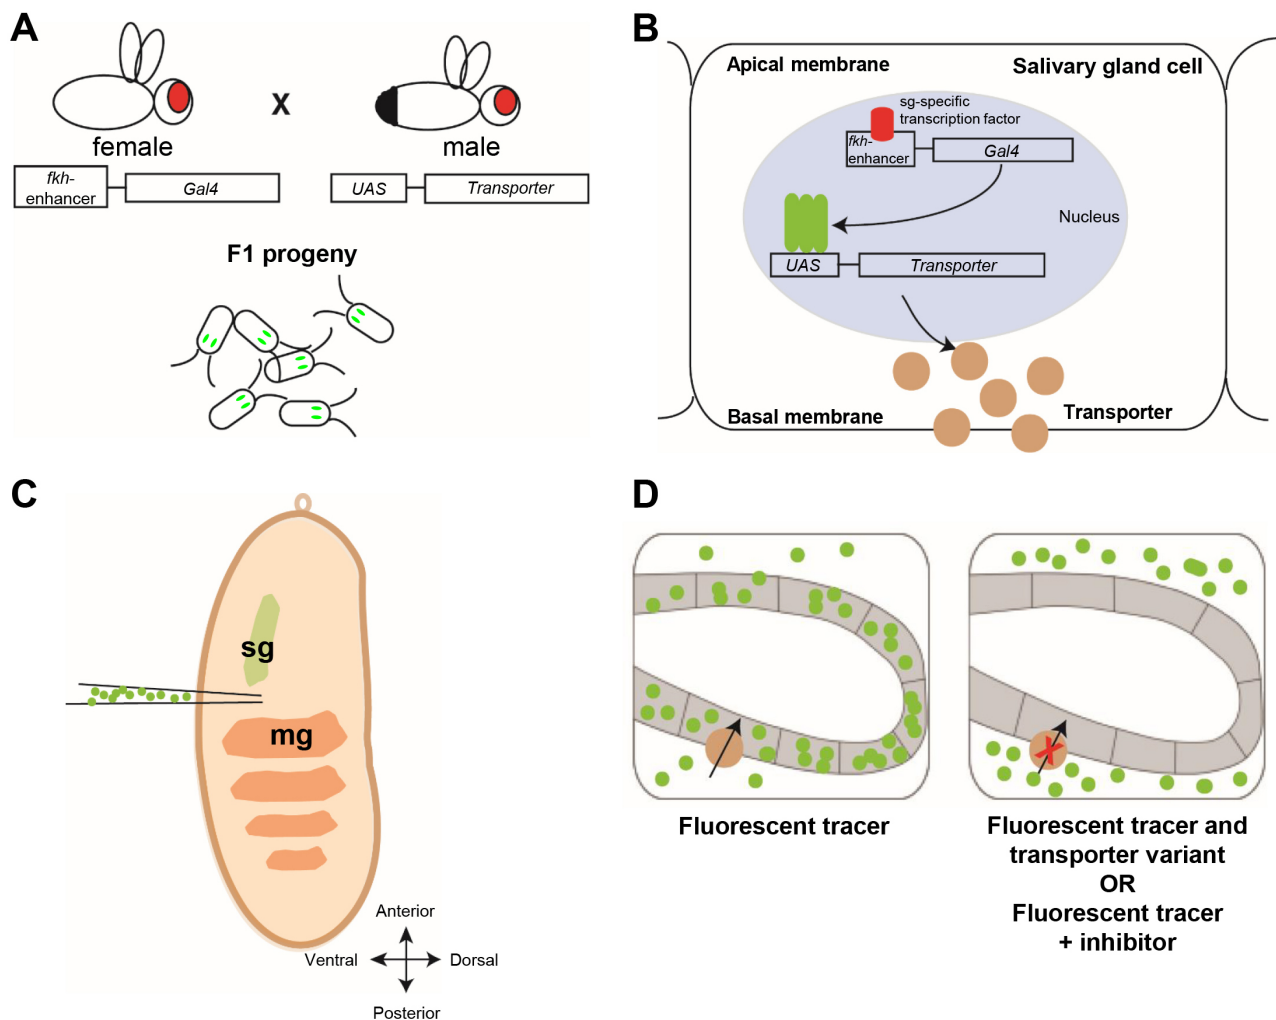 A
X
female
male
fkh-
enhancer
Gal4
UAS
Transporter
F1 progeny
B
Apical membrane
Salivary gland cell
sg-specific
transcription factor
fkh-
enhancer
Gal4
Nucleus
UAS
Transporter
Basal membrane
Transporter
C
sg
mg
Anterior
Ventral
Dorsal
Posterior
D
Fluorescent tracer
Fluorescent tracer and
transporter variant
OR
Fluorescent tracer
+ inhibitor